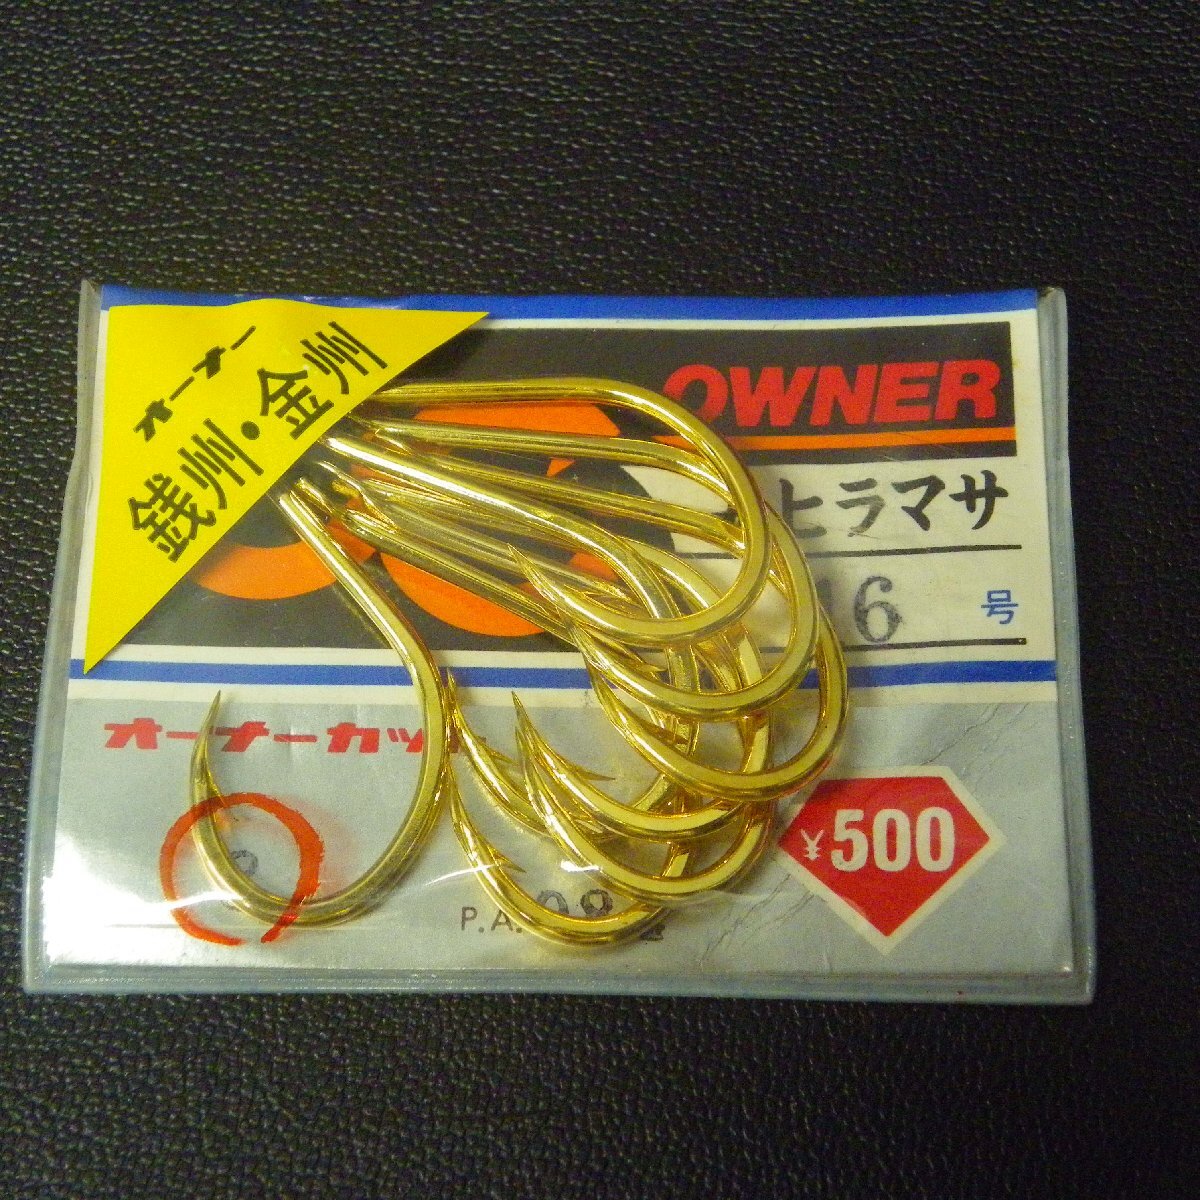 オーナー
銭州・金州
OWNER
ヒラマサ
16 号
オーナーカット
¥500
P.A.